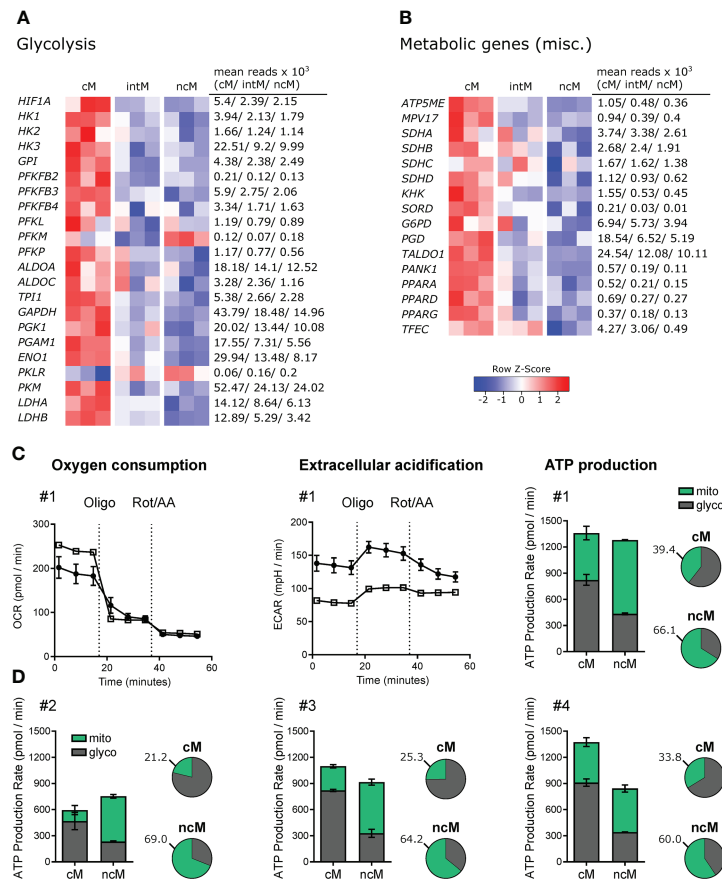 A
Glycolysis
mean reads x 10³
(cM/ intM/ ncM)
cM intM ncM
HIF1A 5.4/ 2.39/ 2.15
HK1 3.94/ 2.13/ 1.79
HK2 1.66/ 1.24/ 1.14
HK3 22.51/ 9.2/ 9.99
GPI 4.38/ 2.38/ 2.49
PFKFB2 0.21/ 0.12/ 0.13
PFKFB3 5.9/ 2.75/ 2.06
PFKFB4 3.34/ 1.71/ 1.63
PFKL 1.19/ 0.79/ 0.89
PFKM 0.12/ 0.07/ 0.18
PFKP 1.17/ 0.77/ 0.56
ALDOA 18.18/ 14.1/ 12.52
ALDOC 3.28/ 2.36/ 1.16
TPI1 5.38/ 2.66/ 2.28
GAPDH 43.79/ 18.48/ 14.96
PGK1 20.02/ 13.44/ 10.08
PGAM1 17.55/ 7.31/ 5.56
ENO1 29.94/ 13.48/ 8.17
PKLR 0.06/ 0.16/ 0.2
PKM 52.47/ 24.13/ 24.02
LDHA 14.12/ 8.64/ 6.13
LDHB 12.89/ 5.29/ 3.42
B
Metabolic genes (misc.)
mean reads x 10³
(cM/ intM/ ncM)
cM intM ncM
ATP5ME 1.05/ 0.48/ 0.36
MPV17 0.94/ 0.39/ 0.4
SDHA 3.74/ 3.38/ 2.61
SDHB 2.68/ 2.4/ 1.91
SDHC 1.67/ 1.62/ 1.38
SDHD 1.12/ 0.93/ 0.62
KHK 1.55/ 0.53/ 0.45
SORD 0.21/ 0.03/ 0.01
G6PD 6.94/ 5.73/ 3.94
PGD 18.54/ 6.52/ 5.19
TALDO1 24.54/ 12.08/ 10.11
PANK1 0.57/ 0.19/ 0.11
PPARA 0.52/ 0.21/ 0.15
PPARD 0.69/ 0.27/ 0.27
PPARG 0.37/ 0.18/ 0.13
TFEC 4.27/ 3.06/ 0.49
Row Z-Score
-2 -1 0 1 2
C
Oxygen consumption
#1
Oligo Rot/AA
OCR (pmol / min)
300
200
100
0
0 20 40 60
Time (minutes)
Extracellular acidification
#1
Oligo Rot/AA
ECAR (mpH / min)
200
150
100
50
0
0 20 40 60
Time (minutes)
ATP production
#1
mito
glyco
ATP Production Rate (pmol / min)
1500
1200
900
600
300
0
cM ncM
cM
39.4
ncM
66.1
D
#2
mito
glyco
ATP Production Rate (pmol / min)
1500
1200
900
600
300
0
cM ncM
cM
21.2
ncM
69.0
#3
ATP Production Rate (pmol / min)
1500
1200
900
600
300
0
cM ncM
cM
25.3
ncM
64.2
#4
ATP Production Rate (pmol / min)
1500
1200
900
600
300
0
cM ncM
cM
33.8
ncM
60.0